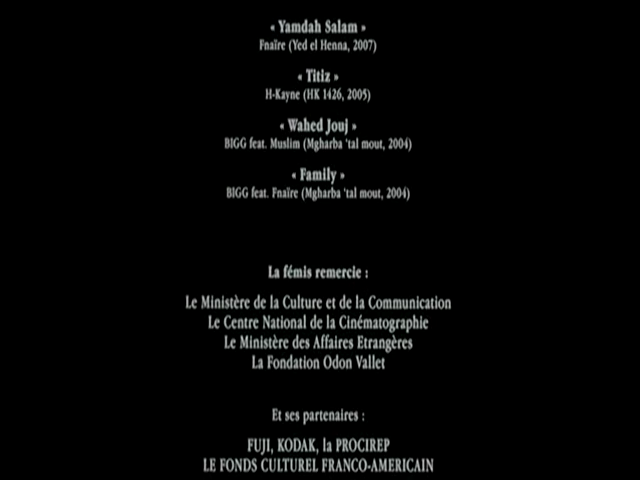 « Yamdah Salam »
Fnaïre (Yed el Henna, 2007)
« Titiz »
H-Kayne (HK 1426, 2005)
« Wahed Jouj »
BIGG feat. Muslim (Mgharba 'tal mout, 2004)
« Family »
BIGG feat. Fnaïre (Mgharba 'tal mout, 2004)
La fémis remercie :
Le Ministère de la Culture et de la Communication
Le Centre National de la Cinématographie
Le Ministère des Affaires Etrangères
La Fondation Odon Vallet
Et ses partenaires :
FUJI, KODAK, la PROCIREP
LE FONDS CULTUREL FRANCO-AMERICAIN